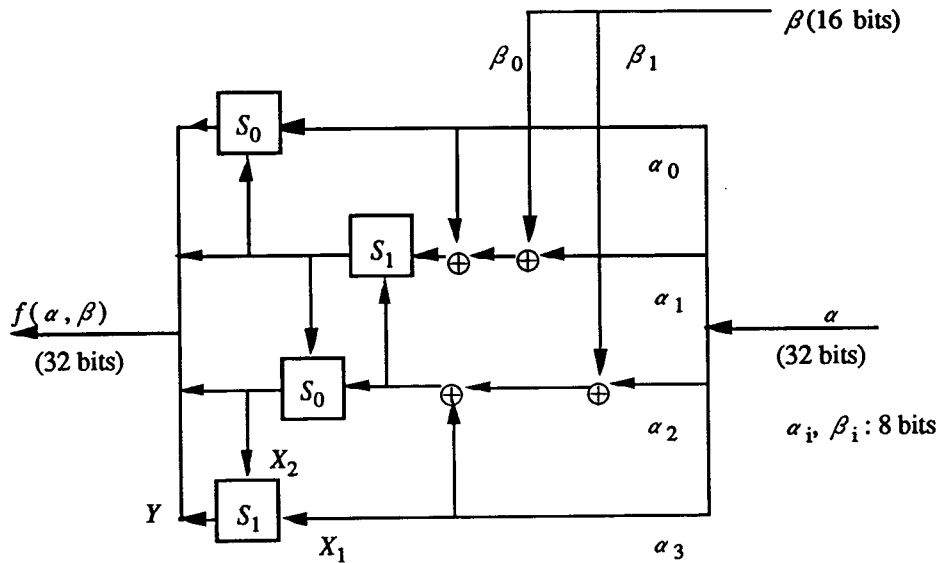 β (16 bits)
β₀
β₁
S₀
α₀
S₁
α₁
f(α, β)
(32 bits)
α
(32 bits)
S₀
α₂
αᵢ, βᵢ : 8 bits
X₂
Y
S₁
X₁
α₃